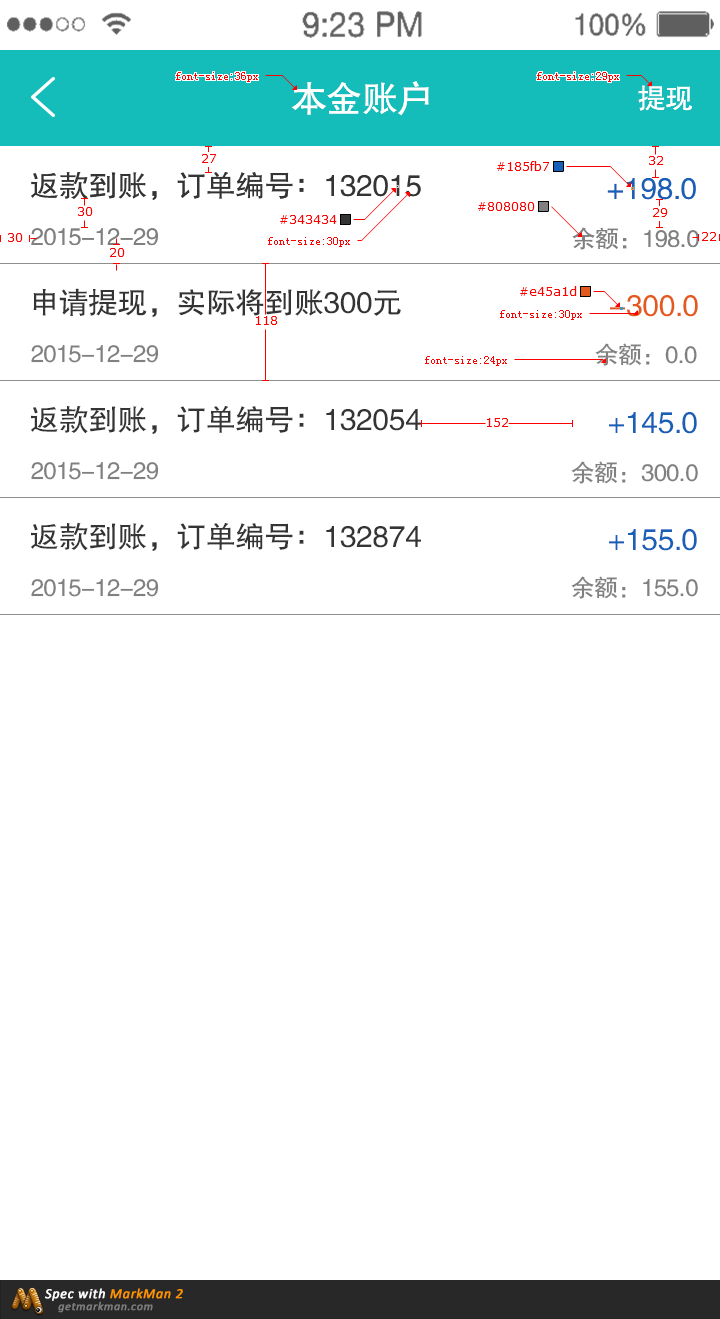 9:23 PM 100%
font-size:36px font-size:29px
本金账户 提现
27 #185fb7 32
返款到账，订单编号：132015 +198.0
30 #343434 #808080 29
30 2015-12-29 20 font-size:30px 余额：198.0 22
申请提现，实际将到账300元 #e45a1d -300.0
118 font-size:30px
2015-12-29 font-size:24px 余额：0.0
返款到账，订单编号：132054 152 +145.0
2015-12-29 余额：300.0
返款到账，订单编号：132874 +155.0
2015-12-29 余额：155.0
Spec with MarkMan 2
getmarkman.com